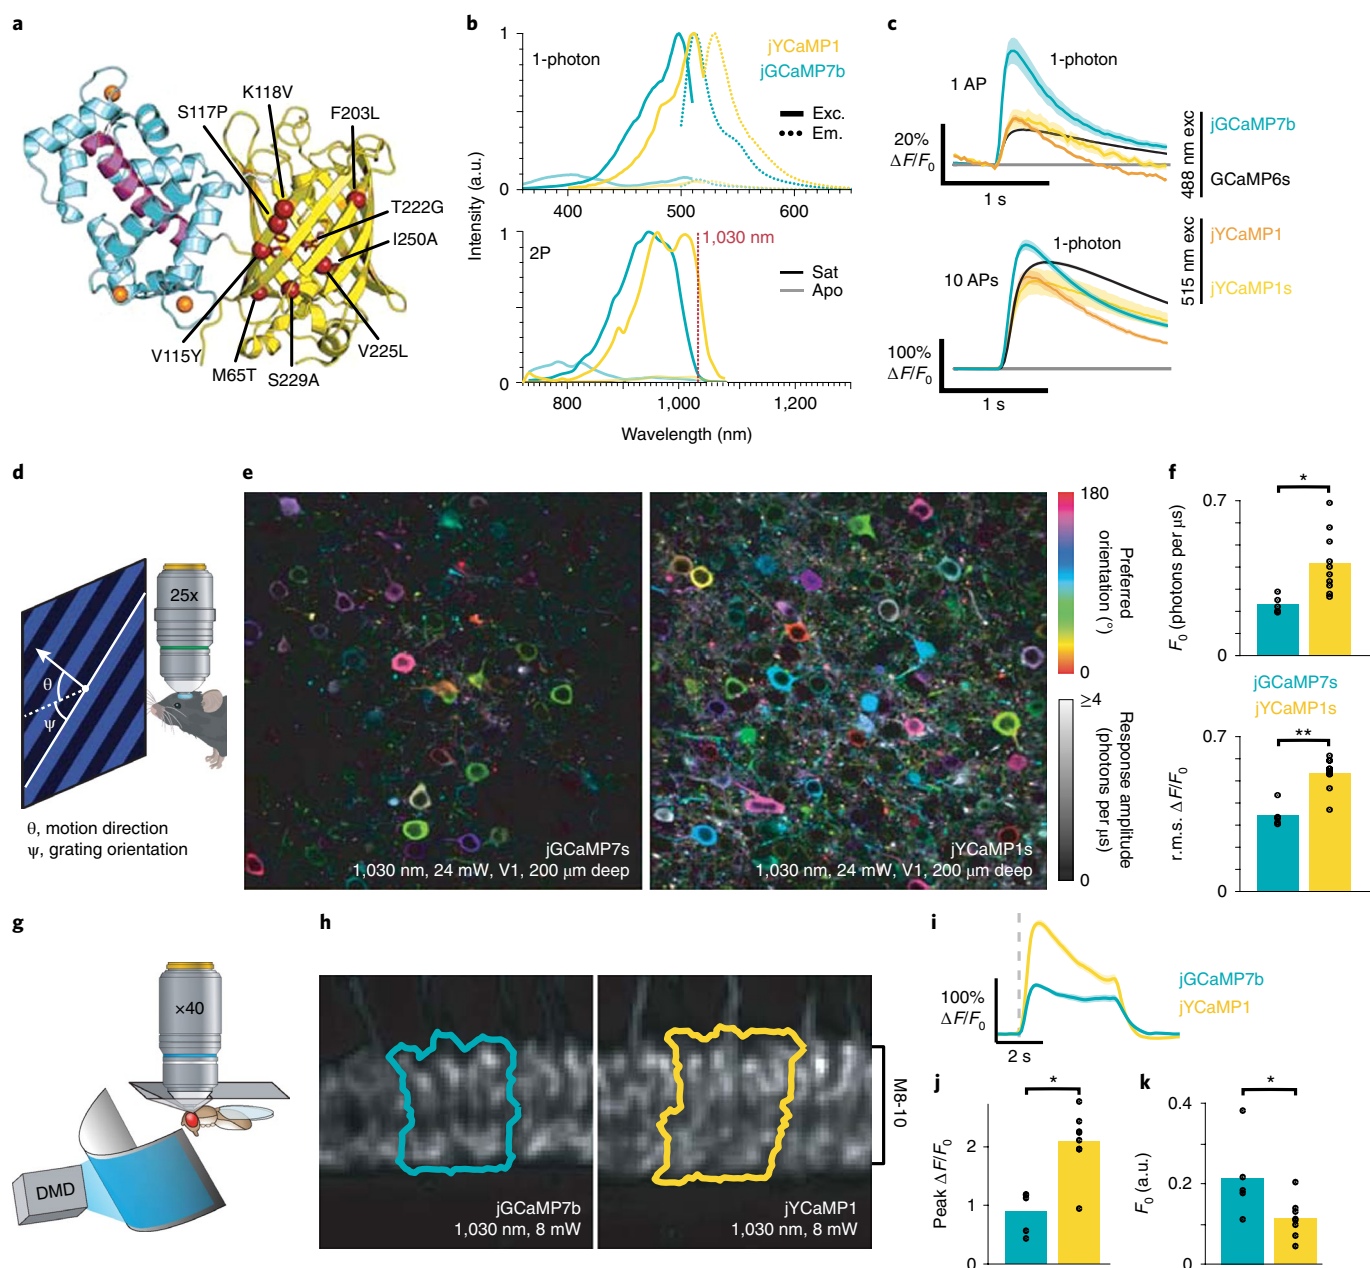 a
K118V
S117P
F203L
T222G
I250A
V115Y
M65T
S229A
V225L
b
1-photon
jYCaMP1
jGCaMP7b
Exc.
Em.
1
0
400
500
600
Intensity (a.u.)
2P
1,030 nm
Sat
Apo
1
0
800
1,000
1,200
Wavelength (nm)
c
1-photon
1 AP
20%
ΔF/F0
1 s
jGCaMP7b
GCaMP6s
488 nm exc
1-photon
10 APs
100%
ΔF/F0
1 s
jYCaMP1
jYCaMP1s
515 nm exc
d
25x
θ
ψ
θ, motion direction
ψ, grating orientation
e
jGCaMP7s
1,030 nm, 24 mW, V1, 200 μm deep
jYCaMP1s
1,030 nm, 24 mW, V1, 200 μm deep
180
Preferred
orientation (°)
0
≥4
Response amplitude
(photons per μs)
0
f
*
0.7
F0 (photons per μs)
0
jGCaMP7s
jYCaMP1s
**
0.7
r.m.s. ΔF/F0
0
g
×40
DMD
h
jGCaMP7b
1,030 nm, 8 mW
jYCaMP1
1,030 nm, 8 mW
M8-10
i
100%
ΔF/F0
2 s
jGCaMP7b
jYCaMP1
j
*
2
1
0
Peak ΔF/F0
k
*
0.4
0.2
0
F0 (a.u.)